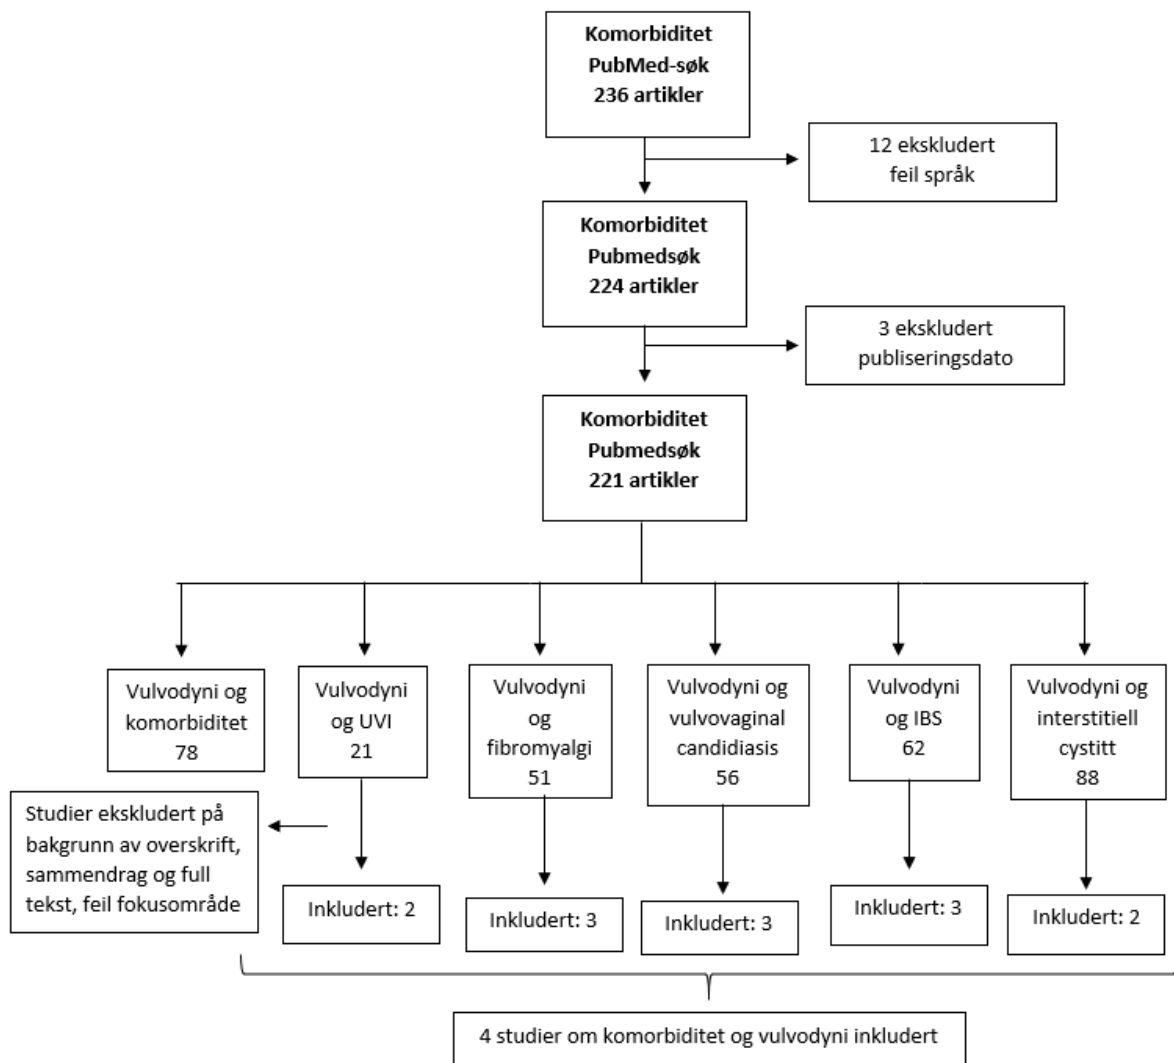 Komorbiditet
PubMed-søk
236 artikler
12 ekskludert
feil språk
Komorbiditet
Pubmedsøk
224 artikler
3 ekskludert
publiseringsdato
Komorbiditet
Pubmedsøk
221 artikler
Vulvodyni og
komorbiditet
78
Vulvodyni
og UVI
21
Vulvodyni
og
fibromyalgi
51
Vulvodyni og
vulvovaginal
candidiasis
56
Vulvodyni
og IBS
62
Vulvodyni og
interstitiell
cystitt
88
Studier ekskludert på
bakgrunn av overskrift,
sammendrag og full
tekst, feil fokusområde
Inkludert: 2
Inkludert: 3
Inkludert: 3
Inkludert: 3
Inkludert: 2
4 studier om komorbiditet og vulvodyni inkludert